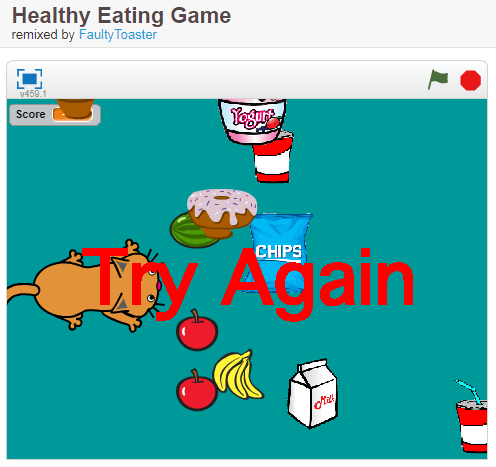 Healthy Eating Game
remixed by FaultyToaster
v459.1
Score
Yogurt
CHIPS
Try Again
Milk